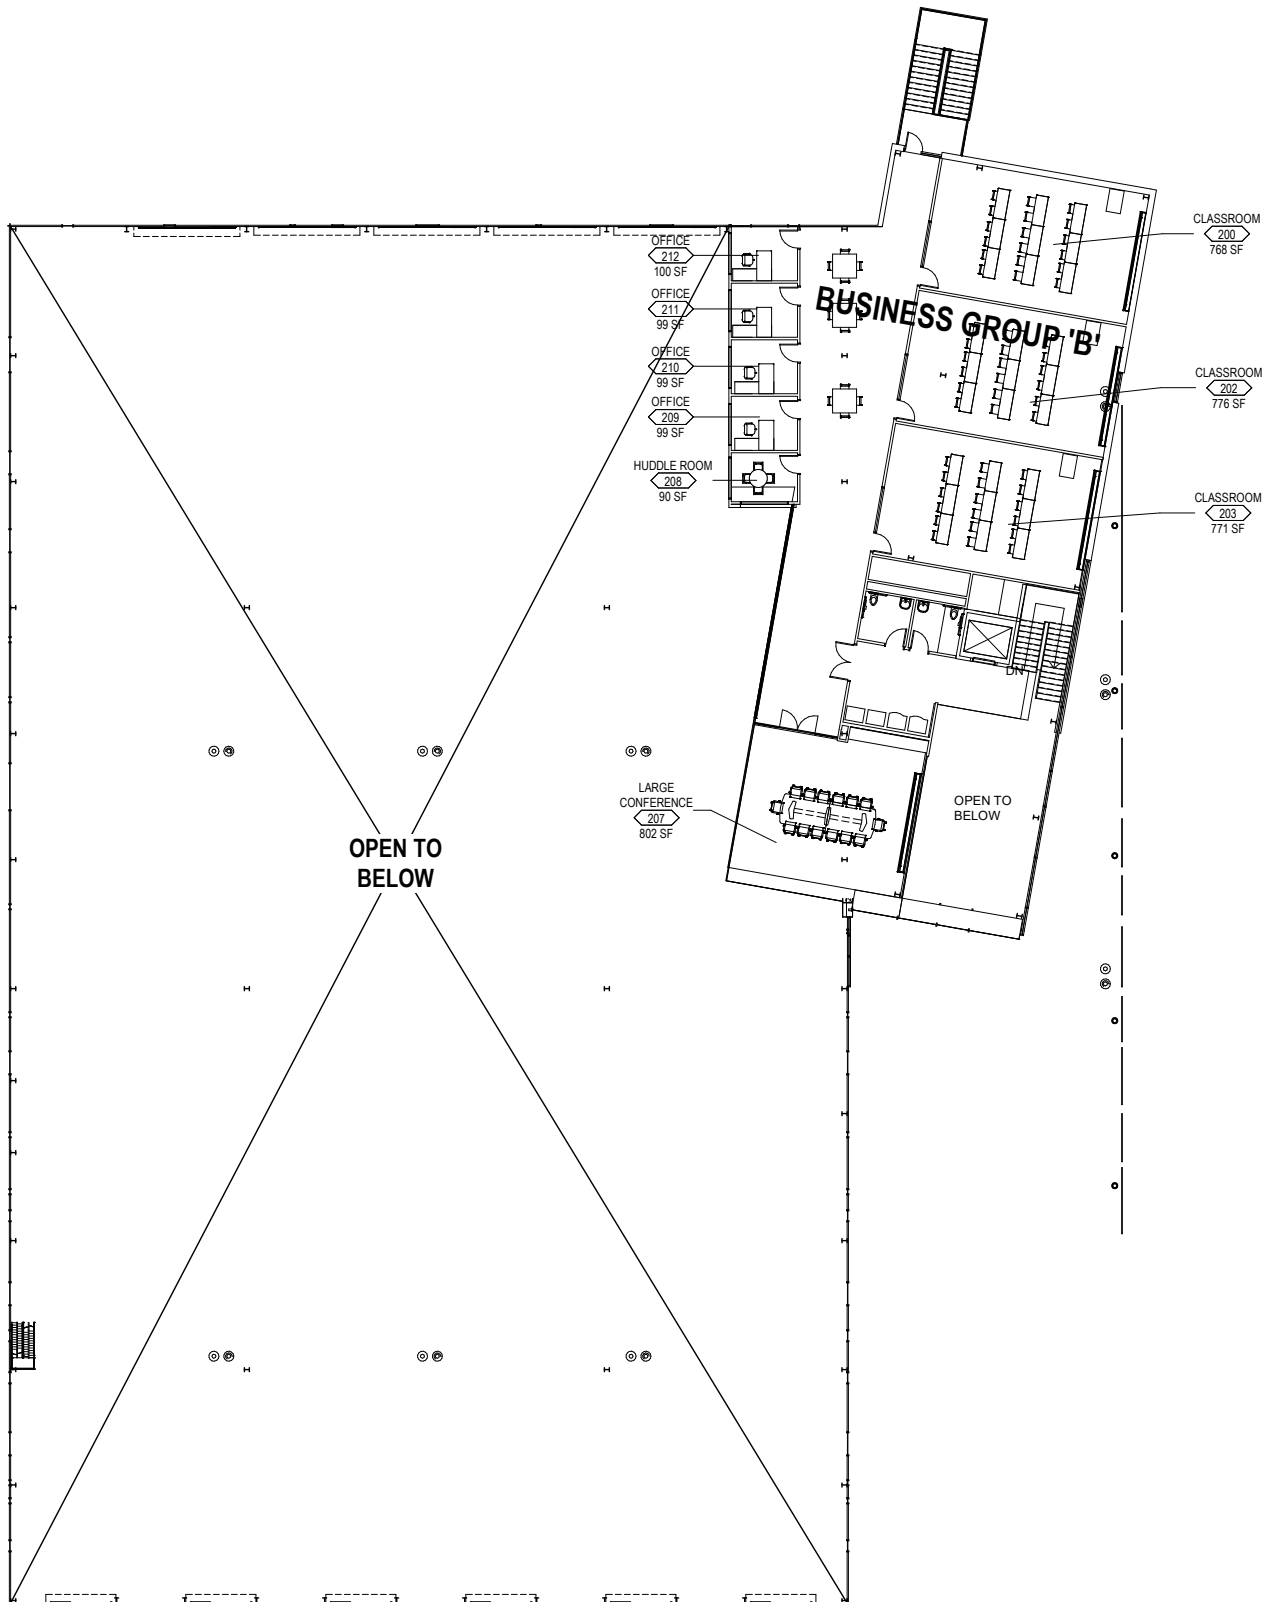 CLASSROOM
200
768 SF
OFFICE
212
100 SF
OFFICE
211
99 SF
BUSINESS GROUP 'B'
OFFICE
210
99 SF
CLASSROOM
202
776 SF
OFFICE
209
99 SF
HUDDLE ROOM
208
90 SF
CLASSROOM
203
771 SF
DN
LARGE
CONFERENCE
207
802 SF
OPEN TO
BELOW
OPEN TO
BELOW